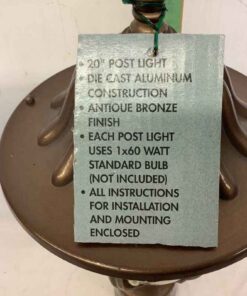 • 20" POST LIGHT
• DIE CAST ALUMINUM
CONSTRUCTION
• ANTIQUE BRONZE
FINISH
• EACH POST LIGHT
USES 1x60 WATT
STANDARD BULB
(NOT INCLUDED)
• ALL INSTRUCTIONS
FOR INSTALLATION
AND MOUNTING
ENCLOSED